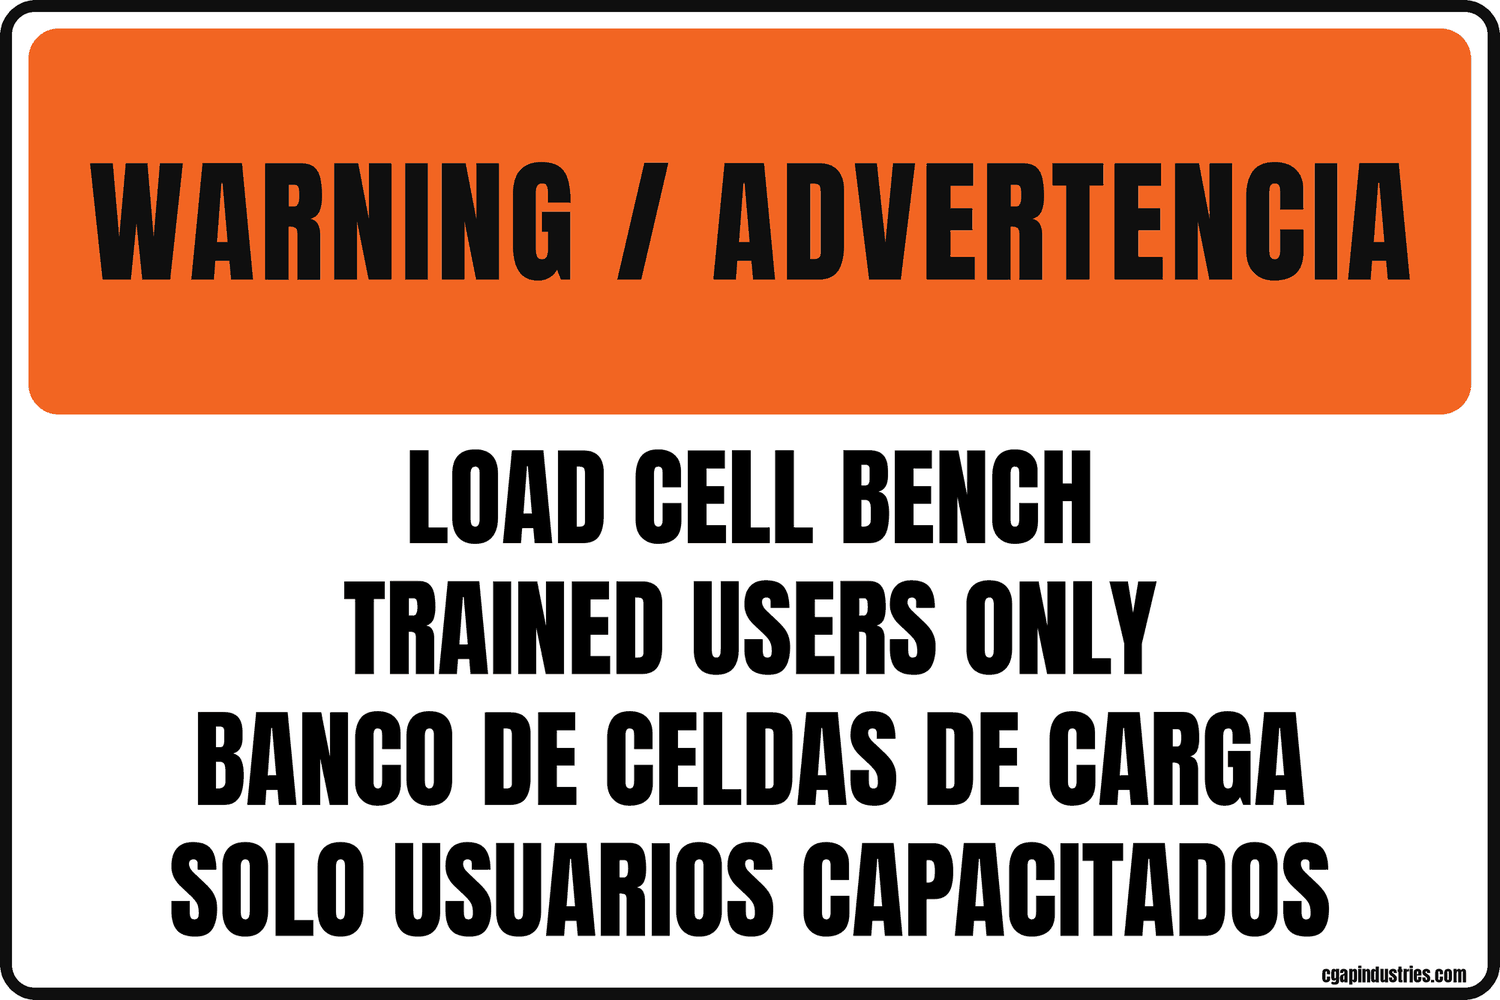 WARNING / ADVERTENCIA
LOAD CELL BENCH
TRAINED USERS ONLY
BANCO DE CELDAS DE CARGA
SOLO USUARIOS CAPACITADOS
cgapindustries.com